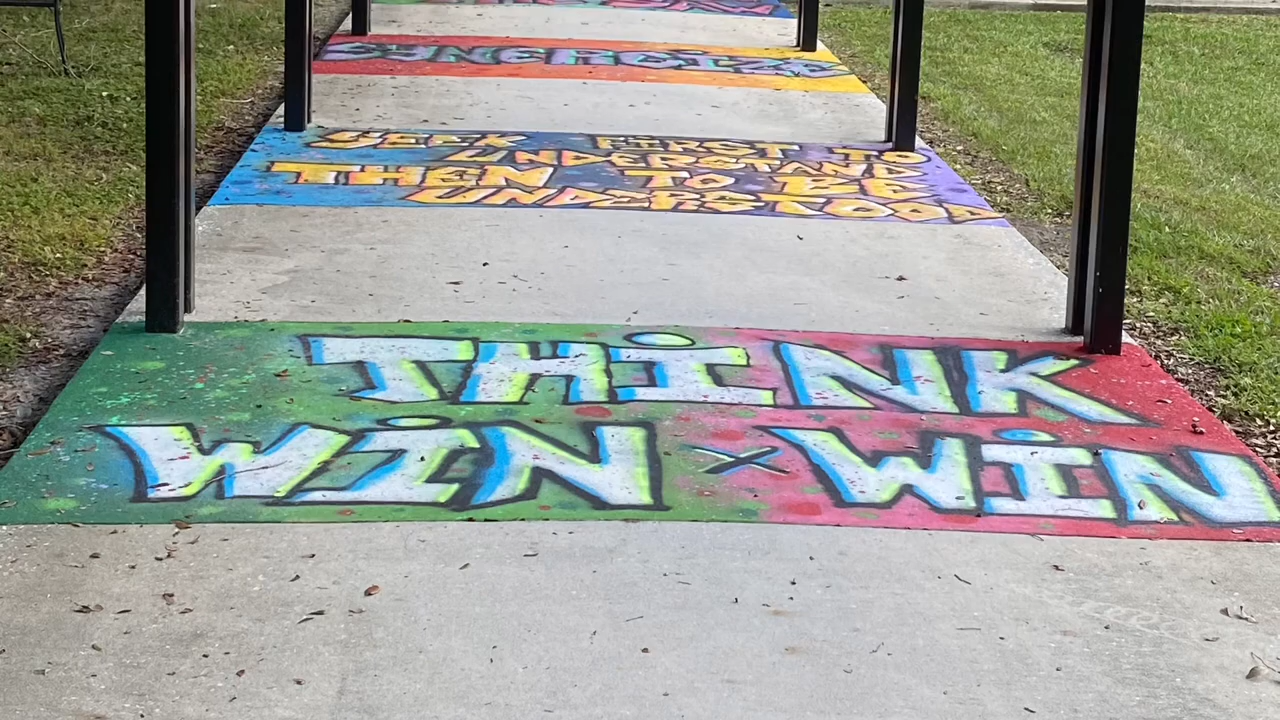 SYNERGIZE
SEEK FIRST TO
UNDERSTAND
THEN TO BE
UNDERSTOOD
THINK
WIN × WIN